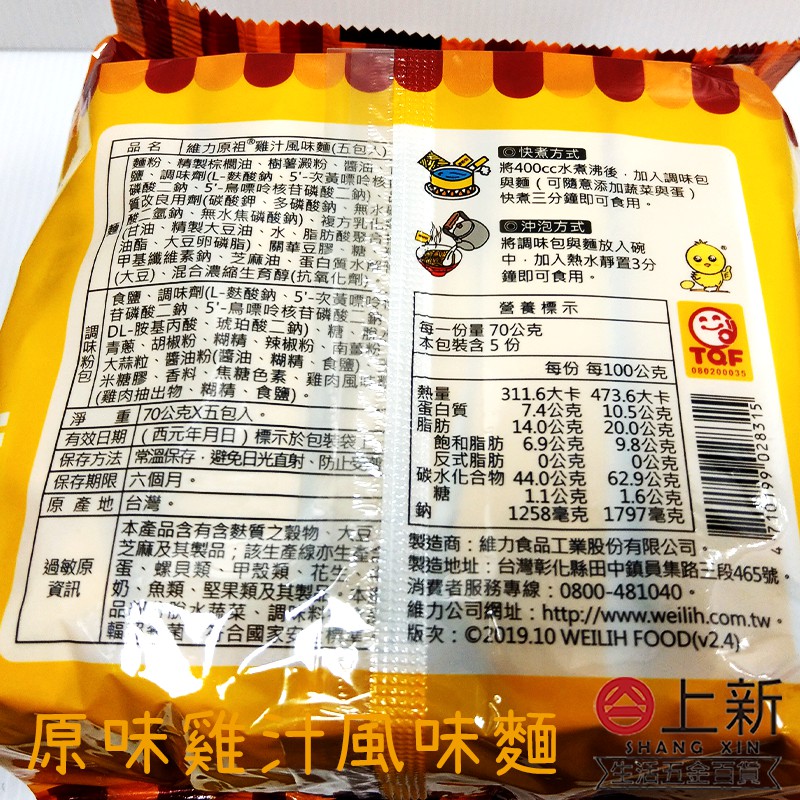 品名 維力原祖®雞汁風味麵(五包入)
麵
麵粉、精製棕櫚油、樹薯澱粉、醬油、
鹽、調味劑(L-麩酸鈉、5'-次黃嘌呤核
磷酸二鈉、5'-鳥嘌呤核苷磷酸二鈉)、
質改良用劑(碳酸鉀、多磷酸鈉、無水
酸二氫鈉、無水焦磷酸鈉)、複方乳化
(甘油、精製大豆油、水、脂肪酸聚合
油酯、大豆卵磷脂)、關華豆膠、糖、
甲基纖維素鈉、芝麻油、蛋白質水解
(大豆)、混合濃縮生育醇(抗氧化劑)
調味粉包
食鹽、調味劑(L-麩酸鈉、5'-次黃嘌呤
苷磷酸二鈉、5'-鳥嘌呤核苷磷酸二鈉、
DL-胺基丙酸、琥珀酸二鈉)、糖、脫
青蔥、胡椒粉、糊精、辣椒粉、南薑粉
大蒜粒、醬油粉(醬油、糊精、食鹽)、
米糖膠、香料、焦糖色素、雞肉風味
(雞肉抽出物、糊精、食鹽)。
淨重 70公克X五包入。
有效日期 (西元年月日)標示於包裝袋上
保存方法 常溫保存,避免日光直射、防止受
保存期限 六個月。
原產地 台灣。
過敏原資訊
本產品含有含麩質之穀物、大豆
芝麻及其製品;該生產線亦生產含
蛋、螺貝類、甲殼類、花生
奶、魚類、堅果類及其製品。本
品 脫水蔬菜、調味料
輻 菌,符合國家安
◎快煮方式
將400cc水煮沸後,加入調味包
與麵(可隨意添加蔬菜與蛋)
快煮三分鐘即可食用。
◎沖泡方式
將調味包與麵放入碗
中,加入熱水靜置3分
鐘即可食用。
營養標示
每一份量 70公克
本包裝含 5 份
每份 每100公克
熱量 311.6大卡 473.6大卡
蛋白質 7.4公克 10.5公克
脂肪 14.0公克 20.0公克
飽和脂肪 6.9公克 9.8公克
反式脂肪 0公克 0公克
碳水化合物 44.0公克 62.9公克
糖 1.1公克 1.6公克
鈉 1258毫克 1797毫克
TQF
080200035
4 710199 028315
製造商:維力食品工業股份有限公司。
製造地址:台灣彰化縣田中鎮員集路三段465號。
消費者服務專線:0800-481040。
維力公司網址:http://www.weilih.com.tw。
版次:©2019.10 WEILIH FOOD(v2.4)
原味雞汁風味麵
上新
SHANG XIN
生活五金百貨